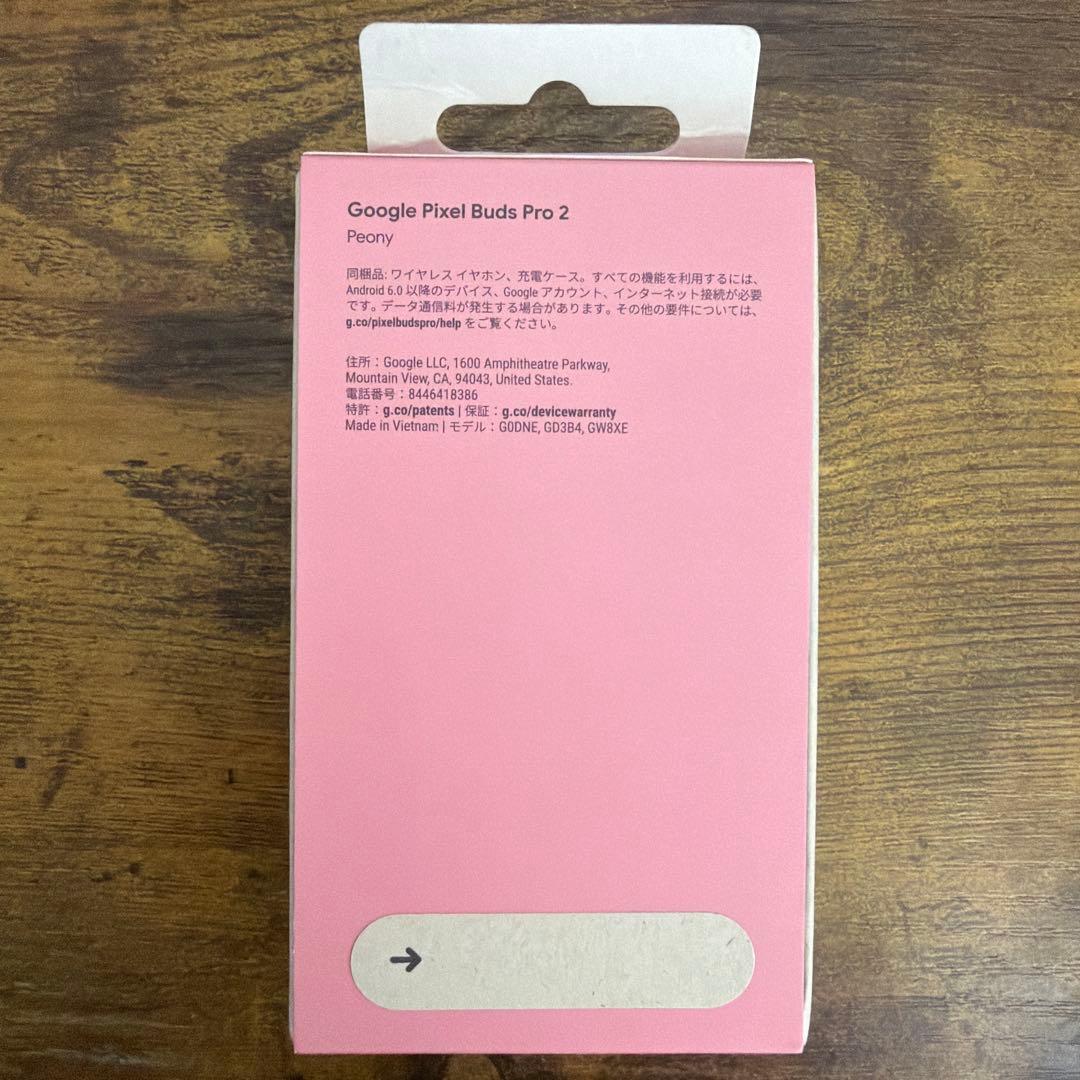 Google Pixel Buds Pro 2
Peony
同梱品: ワイヤレス イヤホン、充電ケース。すべての機能を利用するには、
Android 6.0 以降のデバイス、Google アカウント、インターネット接続が必要
です。データ通信料が発生する場合があります。その他の要件については、
g.co/pixelbudspro/help をご覧ください。
住所：Google LLC, 1600 Amphitheatre Parkway,
Mountain View, CA, 94043, United States.
電話番号：8446418386
特許：g.co/patents | 保証：g.co/devicewarranty
Made in Vietnam | モデル：G0DNE, GD3B4, GW8XE